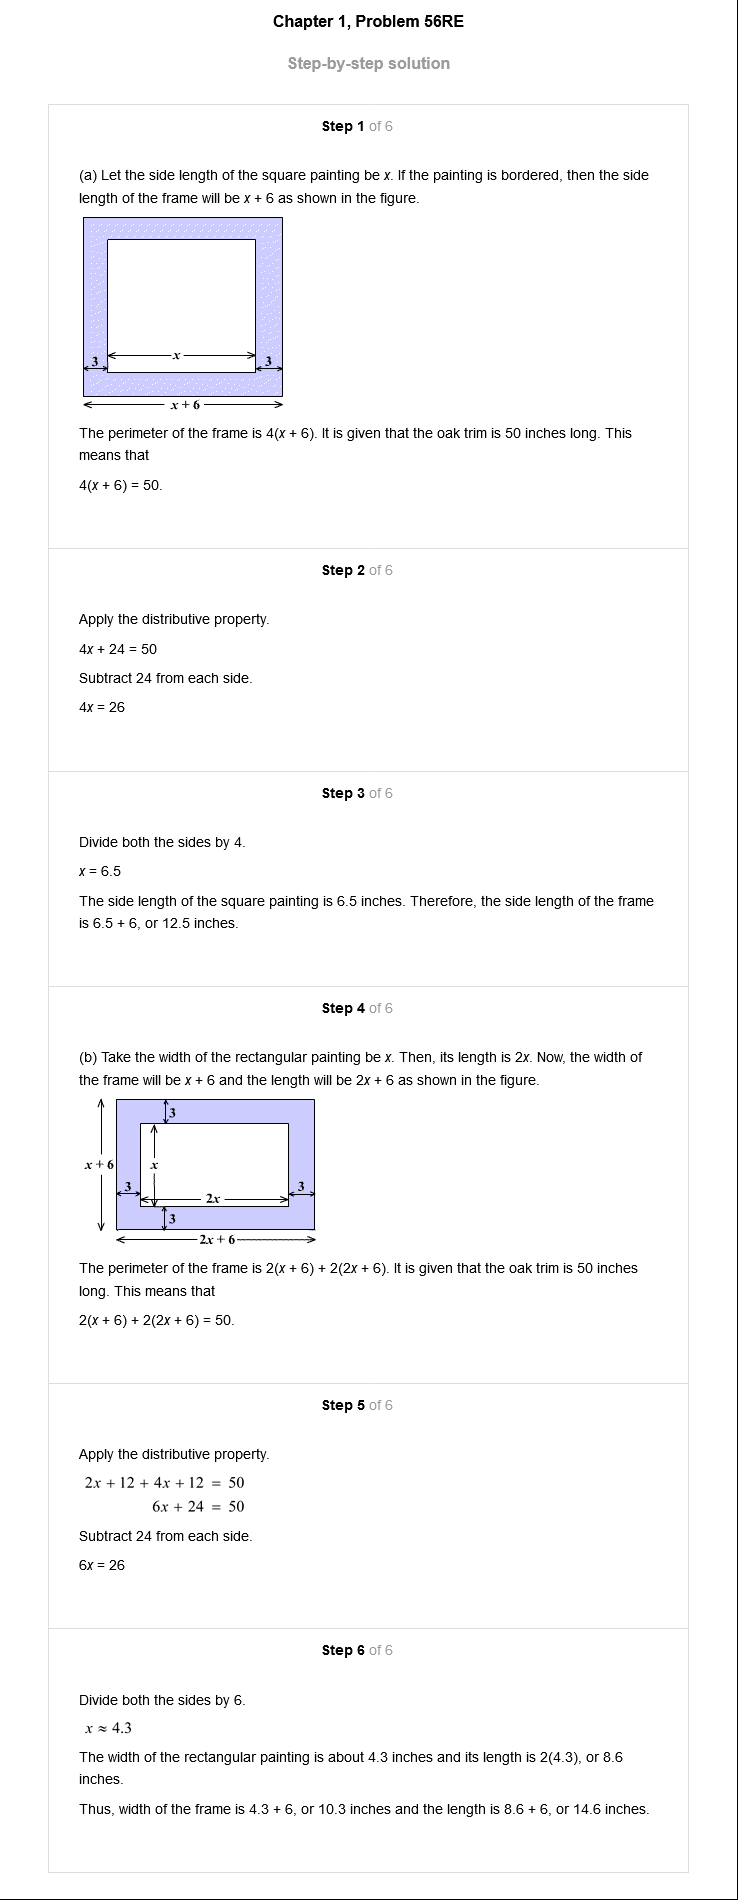 Chapter 1, Problem 56RE
Step-by-step solution
Step 1 of 6
(a) Let the side length of the square painting be x. If the painting is bordered, then the side
length of the frame will be x + 6 as shown in the figure.
3
x
3
x + 6
The perimeter of the frame is 4(x + 6). It is given that the oak trim is 50 inches long. This
means that
4(x + 6) = 50.
Step 2 of 6
Apply the distributive property.
4x + 24 = 50
Subtract 24 from each side.
4x = 26
Step 3 of 6
Divide both the sides by 4.
x = 6.5
The side length of the square painting is 6.5 inches. Therefore, the side length of the frame
is 6.5 + 6, or 12.5 inches.
Step 4 of 6
(b) Take the width of the rectangular painting be x. Then, its length is 2x. Now, the width of
the frame will be x + 6 and the length will be 2x + 6 as shown in the figure.
3
x + 6
x
3
2x
3
3
2x + 6
The perimeter of the frame is 2(x + 6) + 2(2x + 6). It is given that the oak trim is 50 inches
long. This means that
2(x + 6) + 2(2x + 6) = 50.
Step 5 of 6
Apply the distributive property.
2x + 12 + 4x + 12 = 50
6x + 24 = 50
Subtract 24 from each side.
6x = 26
Step 6 of 6
Divide both the sides by 6.
x ≈ 4.3
The width of the rectangular painting is about 4.3 inches and its length is 2(4.3), or 8.6
inches.
Thus, width of the frame is 4.3 + 6, or 10.3 inches and the length is 8.6 + 6, or 14.6 inches.